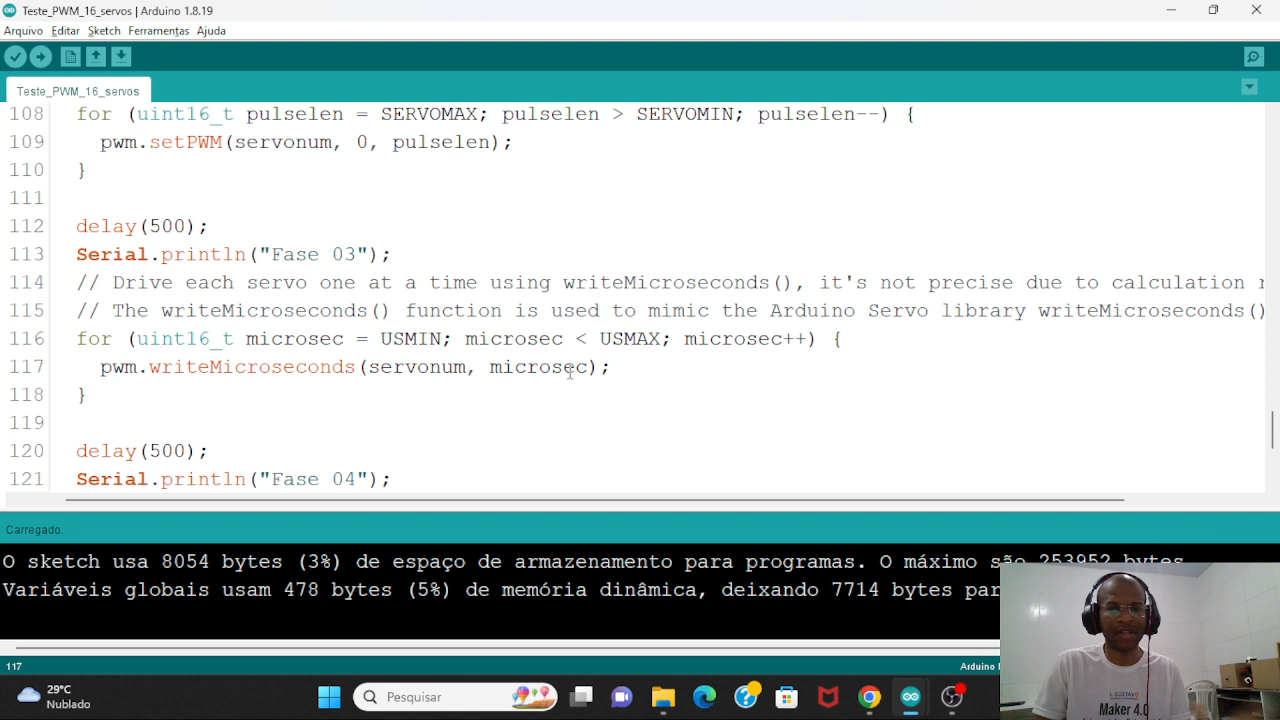 Teste_PWM_16_servos | Arduino 1.8.19
Arquivo Editar Sketch Ferramentas Ajuda
Teste_PWM_16_servos
108 for (uint16_t pulselen = SERVOMAX; pulselen > SERVOMIN; pulselen--) {
109 pwm.setPWM(servonum, 0, pulselen);
110 }
111
112 delay(500);
113 Serial.println("Fase 03");
114 // Drive each servo one at a time using writeMicroseconds(), it's not precise due to calculation
115 // The writeMicroseconds() function is used to mimic the Arduino Servo library writeMicroseconds()
116 for (uint16_t microsec = USMIN; microsec < USMAX; microsec++) {
117 pwm.writeMicroseconds(servonum, microsec);
118 }
119
120 delay(500);
121 Serial.println("Fase 04");
Carregado.
O sketch usa 8054 bytes (3%) de espaço de armazenamento para programas. O máximo são 253952 bytes
Variáveis globais usam 478 bytes (5%) de memória dinâmica, deixando 7714 bytes par
117
Arduino
29°C
Nublado
Pesquisar
I. GUSTAVO
Maker 4.0